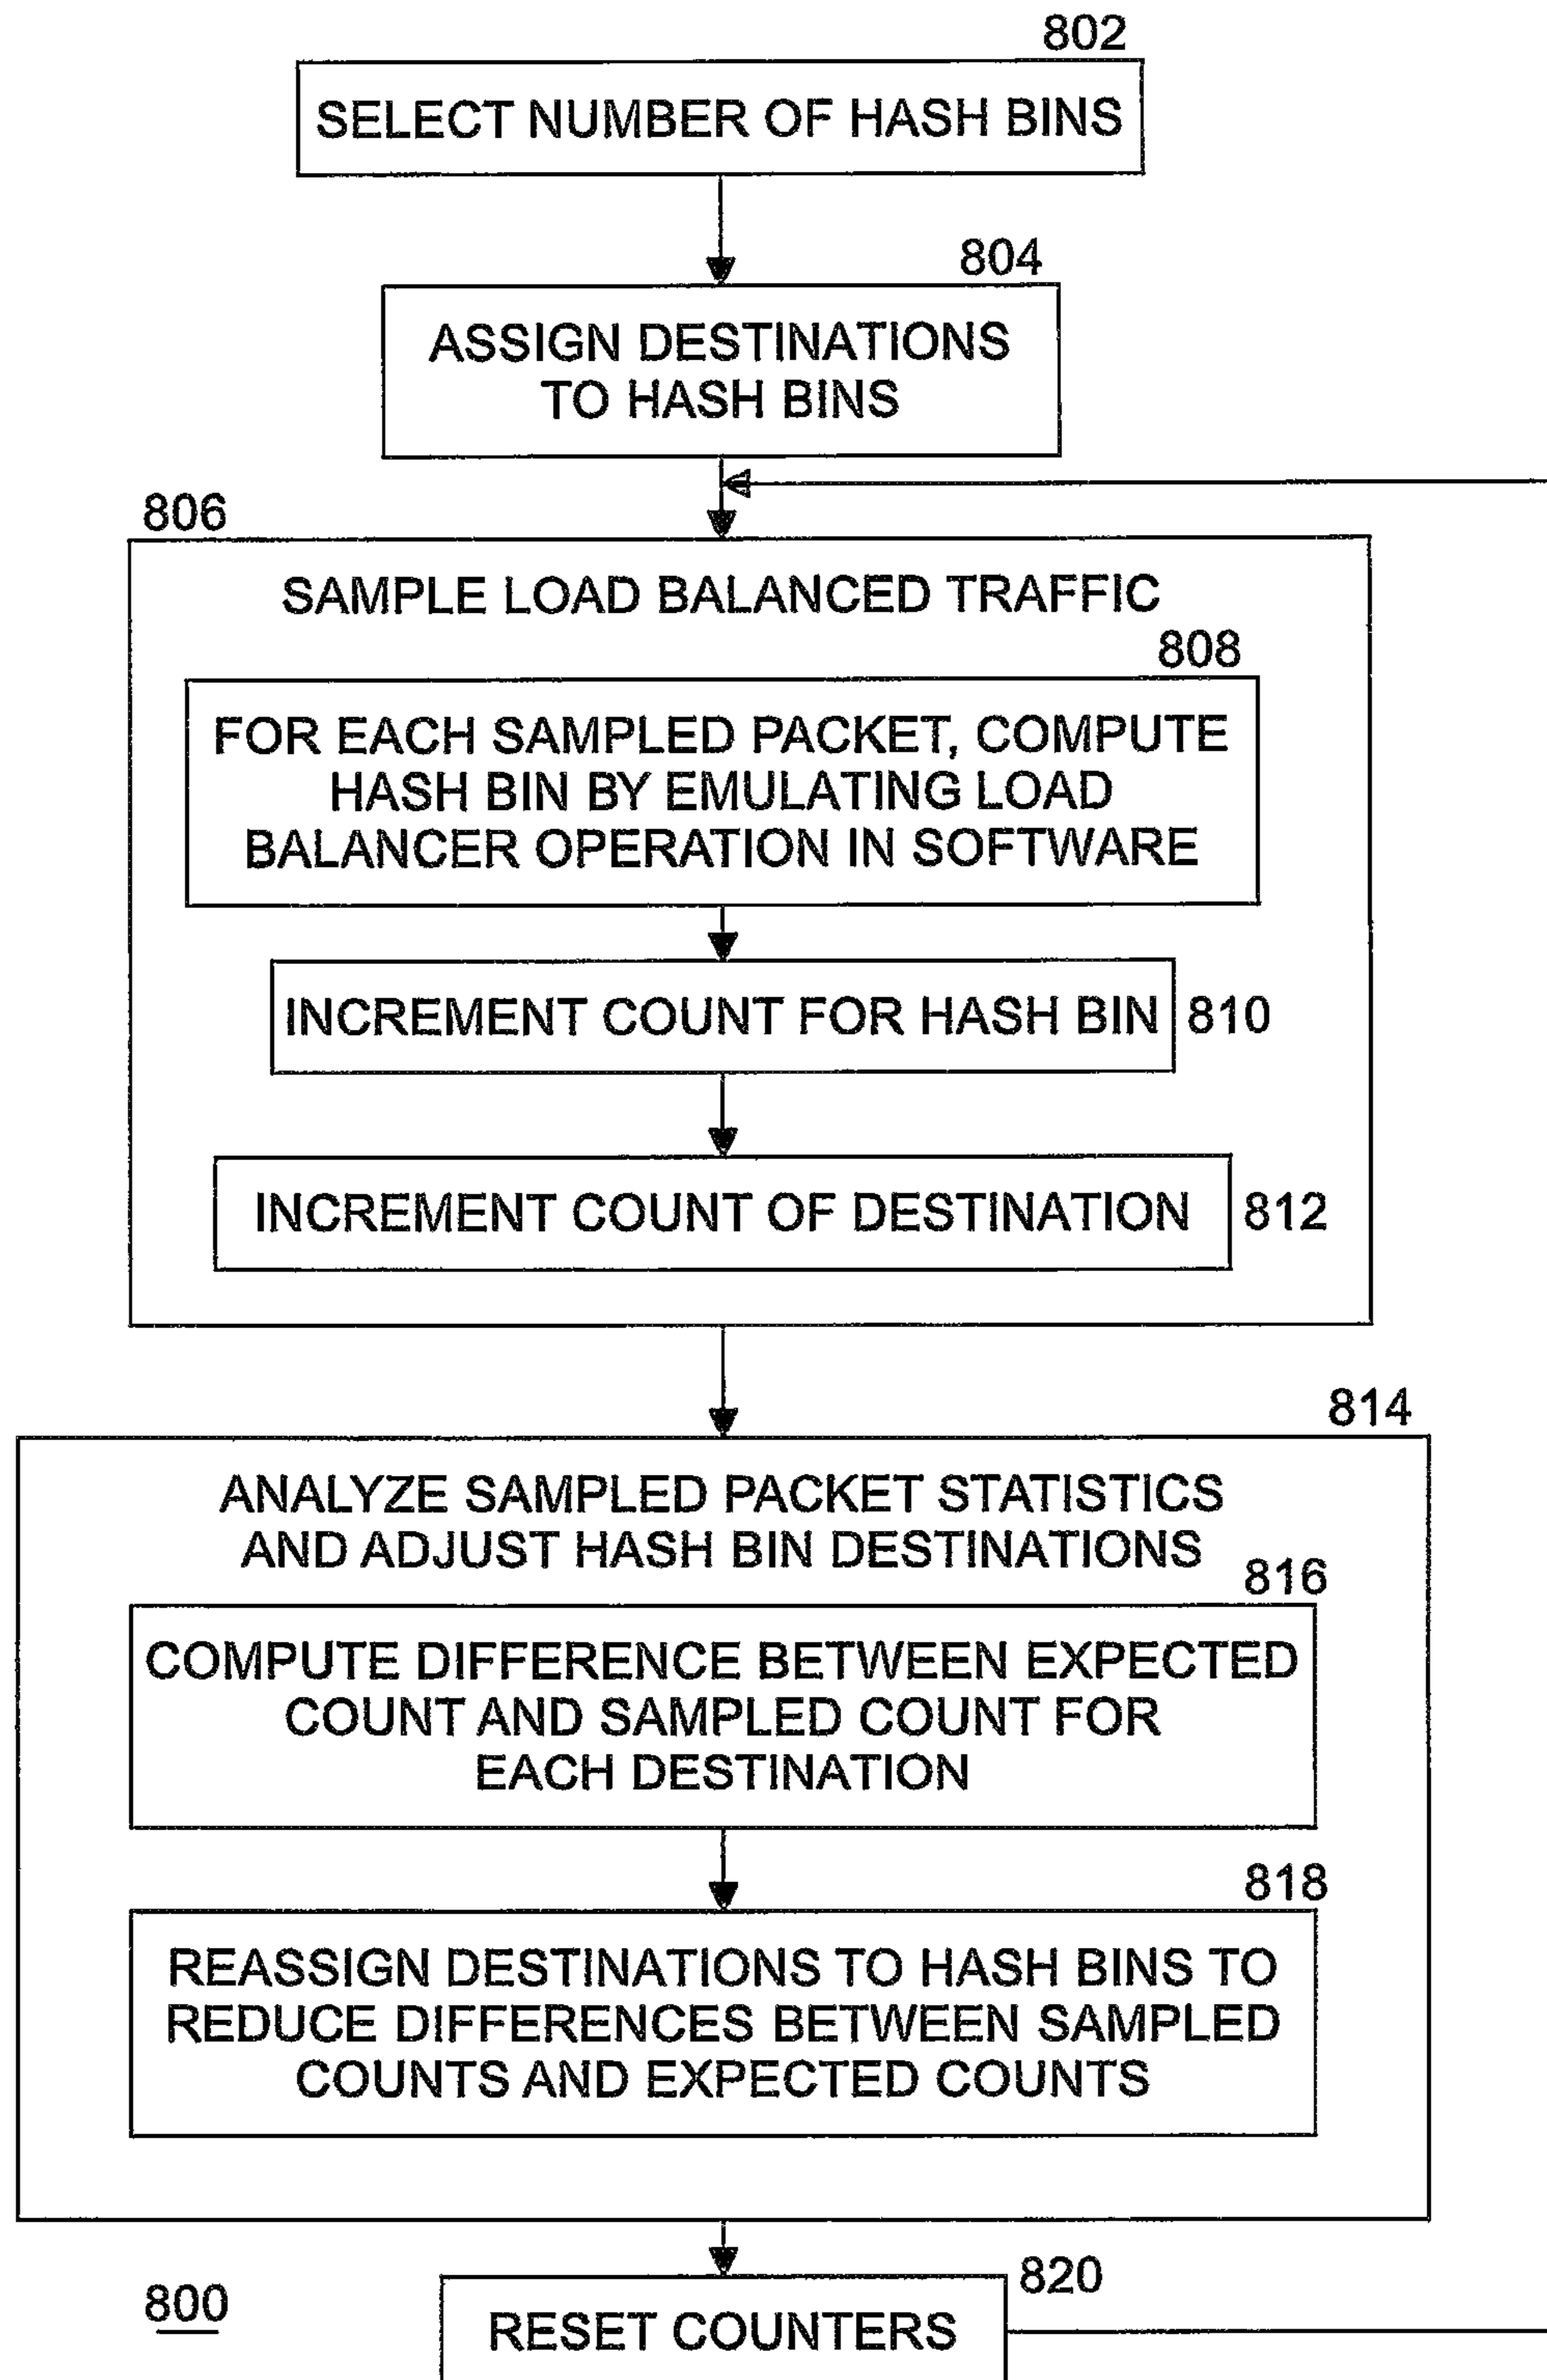 802
SELECT NUMBER OF HASH BINS
804
ASSIGN DESTINATIONS
TO HASH BINS
806
SAMPLE LOAD BALANCED TRAFFIC
808
FOR EACH SAMPLED PACKET, COMPUTE
HASH BIN BY EMULATING LOAD
BALANCER OPERATION IN SOFTWARE
INCREMENT COUNT FOR HASH BIN 810
INCREMENT COUNT OF DESTINATION 812
814
ANALYZE SAMPLED PACKET STATISTICS
AND ADJUST HASH BIN DESTINATIONS
816
COMPUTE DIFFERENCE BETWEEN EXPECTED
COUNT AND SAMPLED COUNT FOR
EACH DESTINATION
818
REASSIGN DESTINATIONS TO HASH BINS TO
REDUCE DIFFERENCES BETWEEN SAMPLED
COUNTS AND EXPECTED COUNTS
820
800
RESET COUNTERS